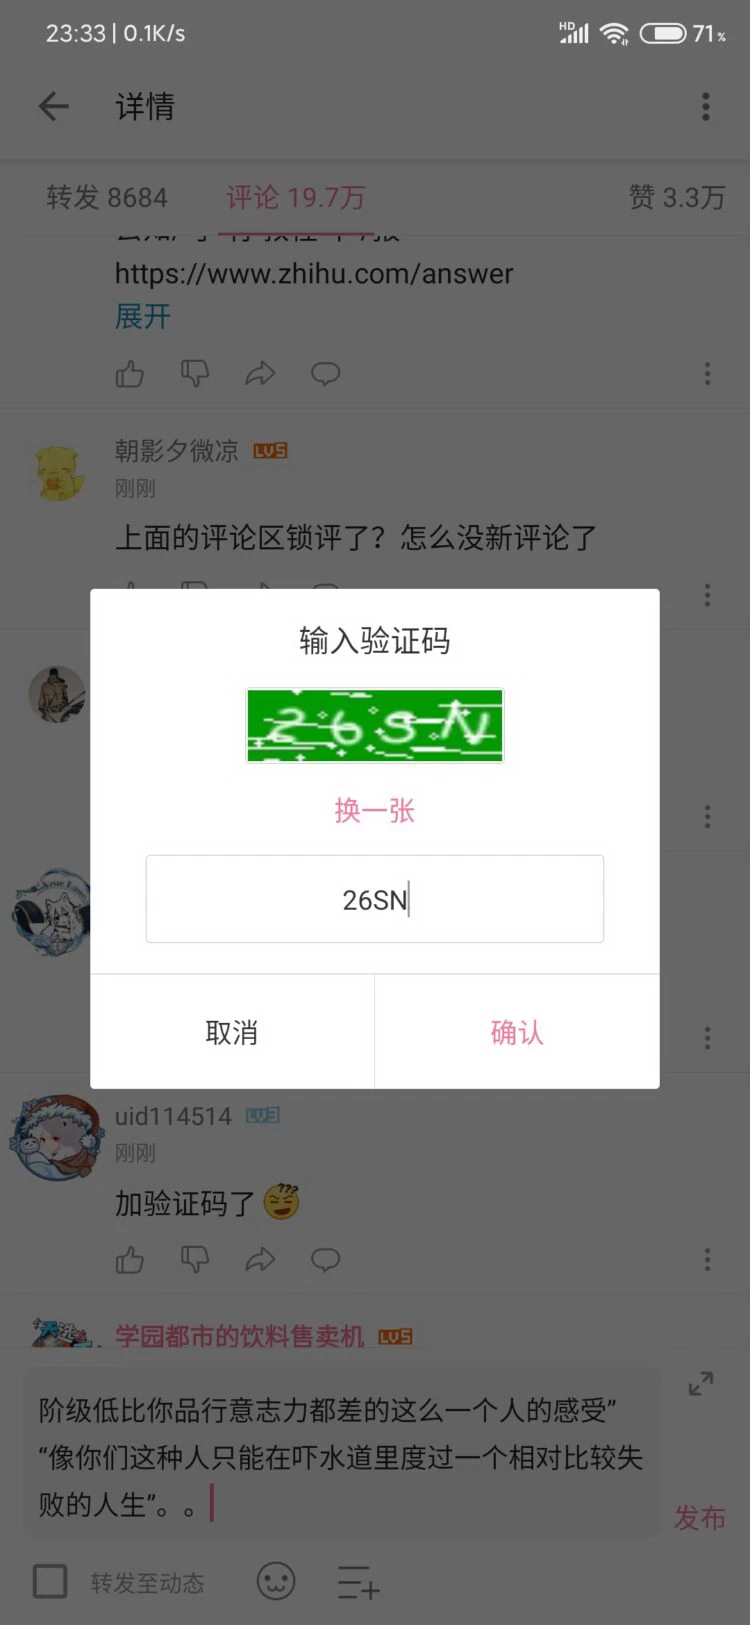 23:33 | 0.1K/s
HD
71%
详情
转发 8684
评论 19.7万
赞 3.3万
https://www.zhihu.com/answer
展开
朝影夕微凉 LV5
刚刚
上面的评论区锁评了？怎么没新评论了
输入验证码
26SN
换一张
26SN
取消
确认
uid114514 LV3
刚刚
加验证码了
学园都市的饮料售卖机 LV5
阶级低比你品行意志力都差的这么一个人的感受”
“像你们这种人只能在吓水道里度过一个相对比较失
败的人生”。。
发布
转发至动态